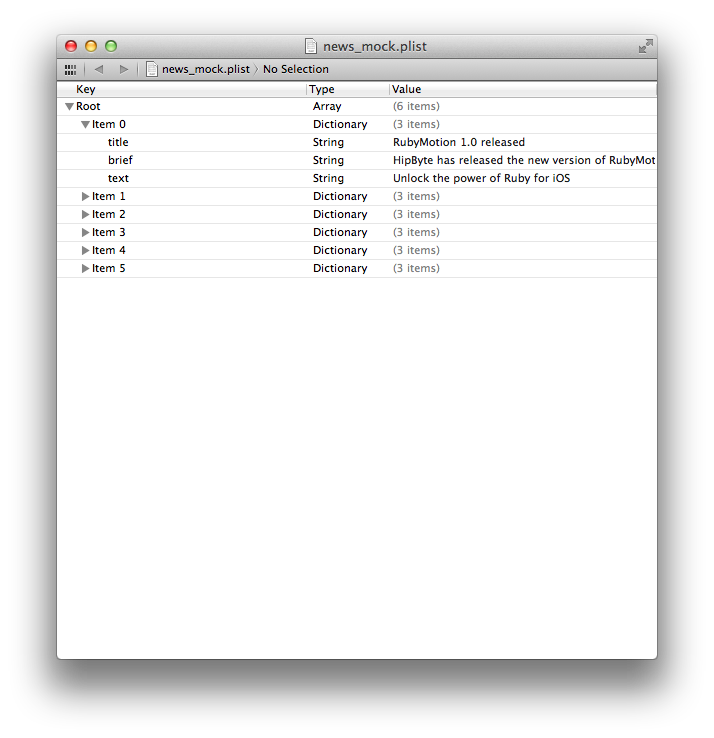 news_mock.plist
news_mock.plist No Selection
Key Type Value
Root Array (6 items)
Item 0 Dictionary (3 items)
title String RubyMotion 1.0 released
brief String HipByte has released the new version of RubyMot
text String Unlock the power of Ruby for iOS
Item 1 Dictionary (3 items)
Item 2 Dictionary (3 items)
Item 3 Dictionary (3 items)
Item 4 Dictionary (3 items)
Item 5 Dictionary (3 items)